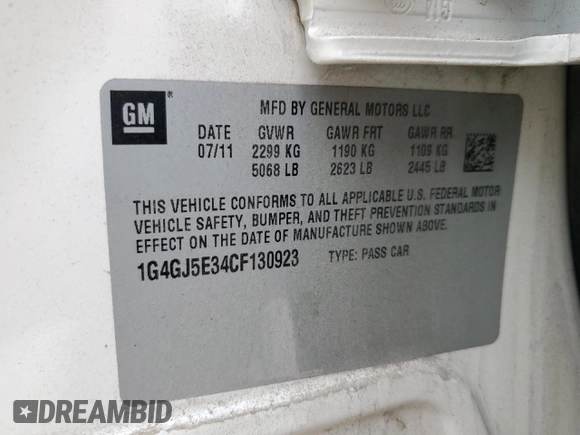 GM
MFD BY GENERAL MOTORS LLC
DATE GVWR GAWR FRT GAWR RR
07/11 2299 KG 1190 KG 1109 KG
5068 LB 2623 LB 2445 LB
THIS VEHICLE CONFORMS TO ALL APPLICABLE U.S. FEDERAL MOTOR
VEHICLE SAFETY, BUMPER, AND THEFT PREVENTION STANDARDS IN
EFFECT ON THE DATE OF MANUFACTURE SHOWN ABOVE.
1G4GJ5E34CF130923 TYPE: PASS CAR
DREAMBID